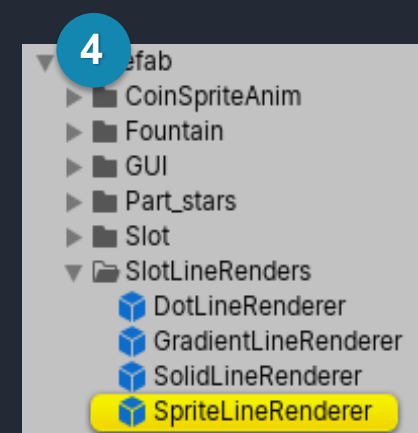 4
efab
CoinSpriteAnim
Fountain
GUI
Part_stars
Slot
SlotLineRenders
DotLineRenderer
GradientLineRenderer
SolidLineRenderer
SpriteLineRenderer